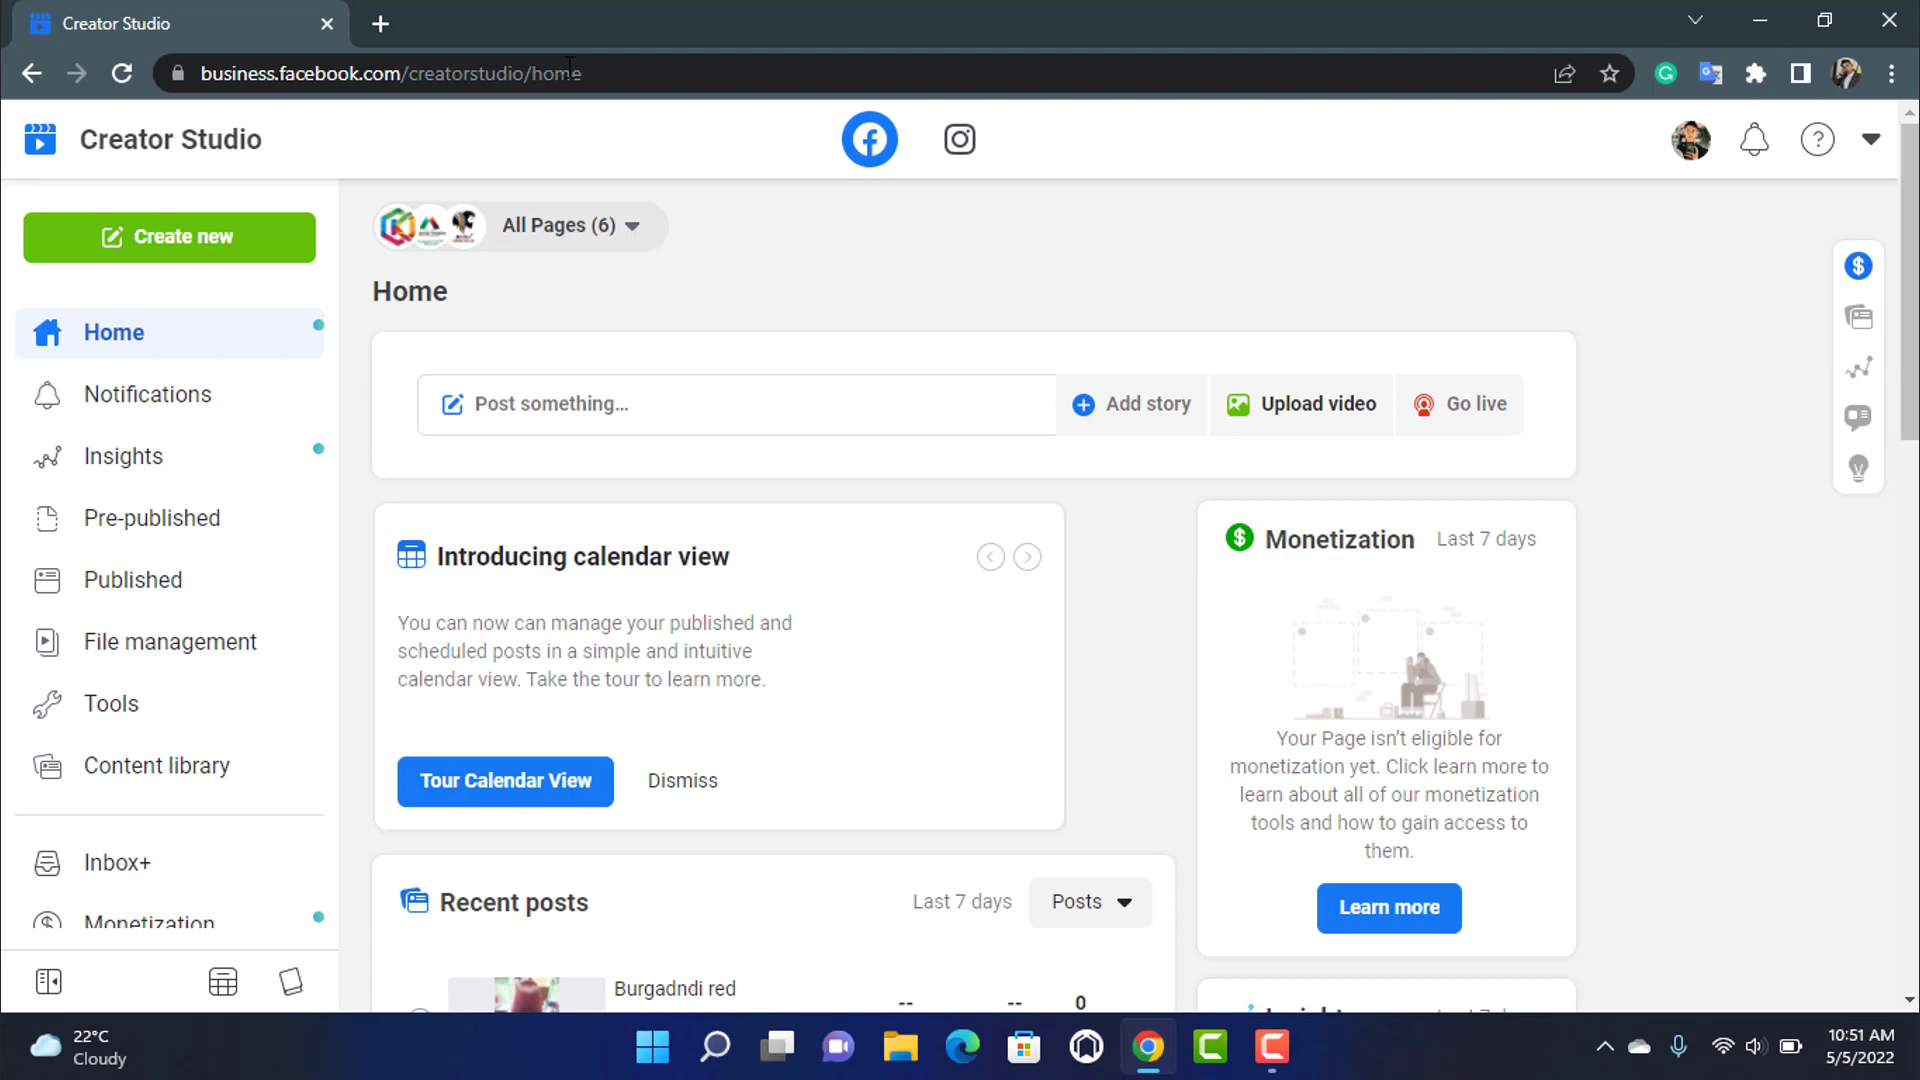 Creator Studio
business.facebook.com/creatorstudio/home
Creator Studio
Create new
All Pages (6)
Home
Home
Notifications
Insights
Pre-published
Published
File management
Tools
Content library
Inbox+
Monetization
Post something...
Add story
Upload video
Go live
Introducing calendar view
You can now can manage your published and
scheduled posts in a simple and intuitive
calendar view. Take the tour to learn more.
Tour Calendar View
Dismiss
Monetization
Last 7 days
Your Page isn't eligible for
monetization yet. Click learn more to
learn about all of our monetization
tools and how to gain access to
them.
Learn more
Recent posts
Last 7 days
Posts
Burgadndi red
--
--
0
22°C
Cloudy
10:51 AM
5/5/2022